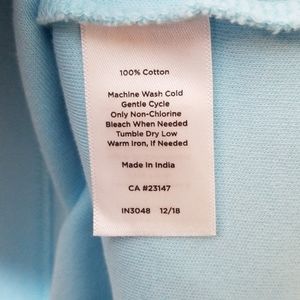 100% Cotton
Machine Wash Cold
Gentle Cycle
Only Non-Chlorine
Bleach When Needed
Tumble Dry Low
Warm Iron, If Needed
Made In India
CA #23147
IN3048 12/18